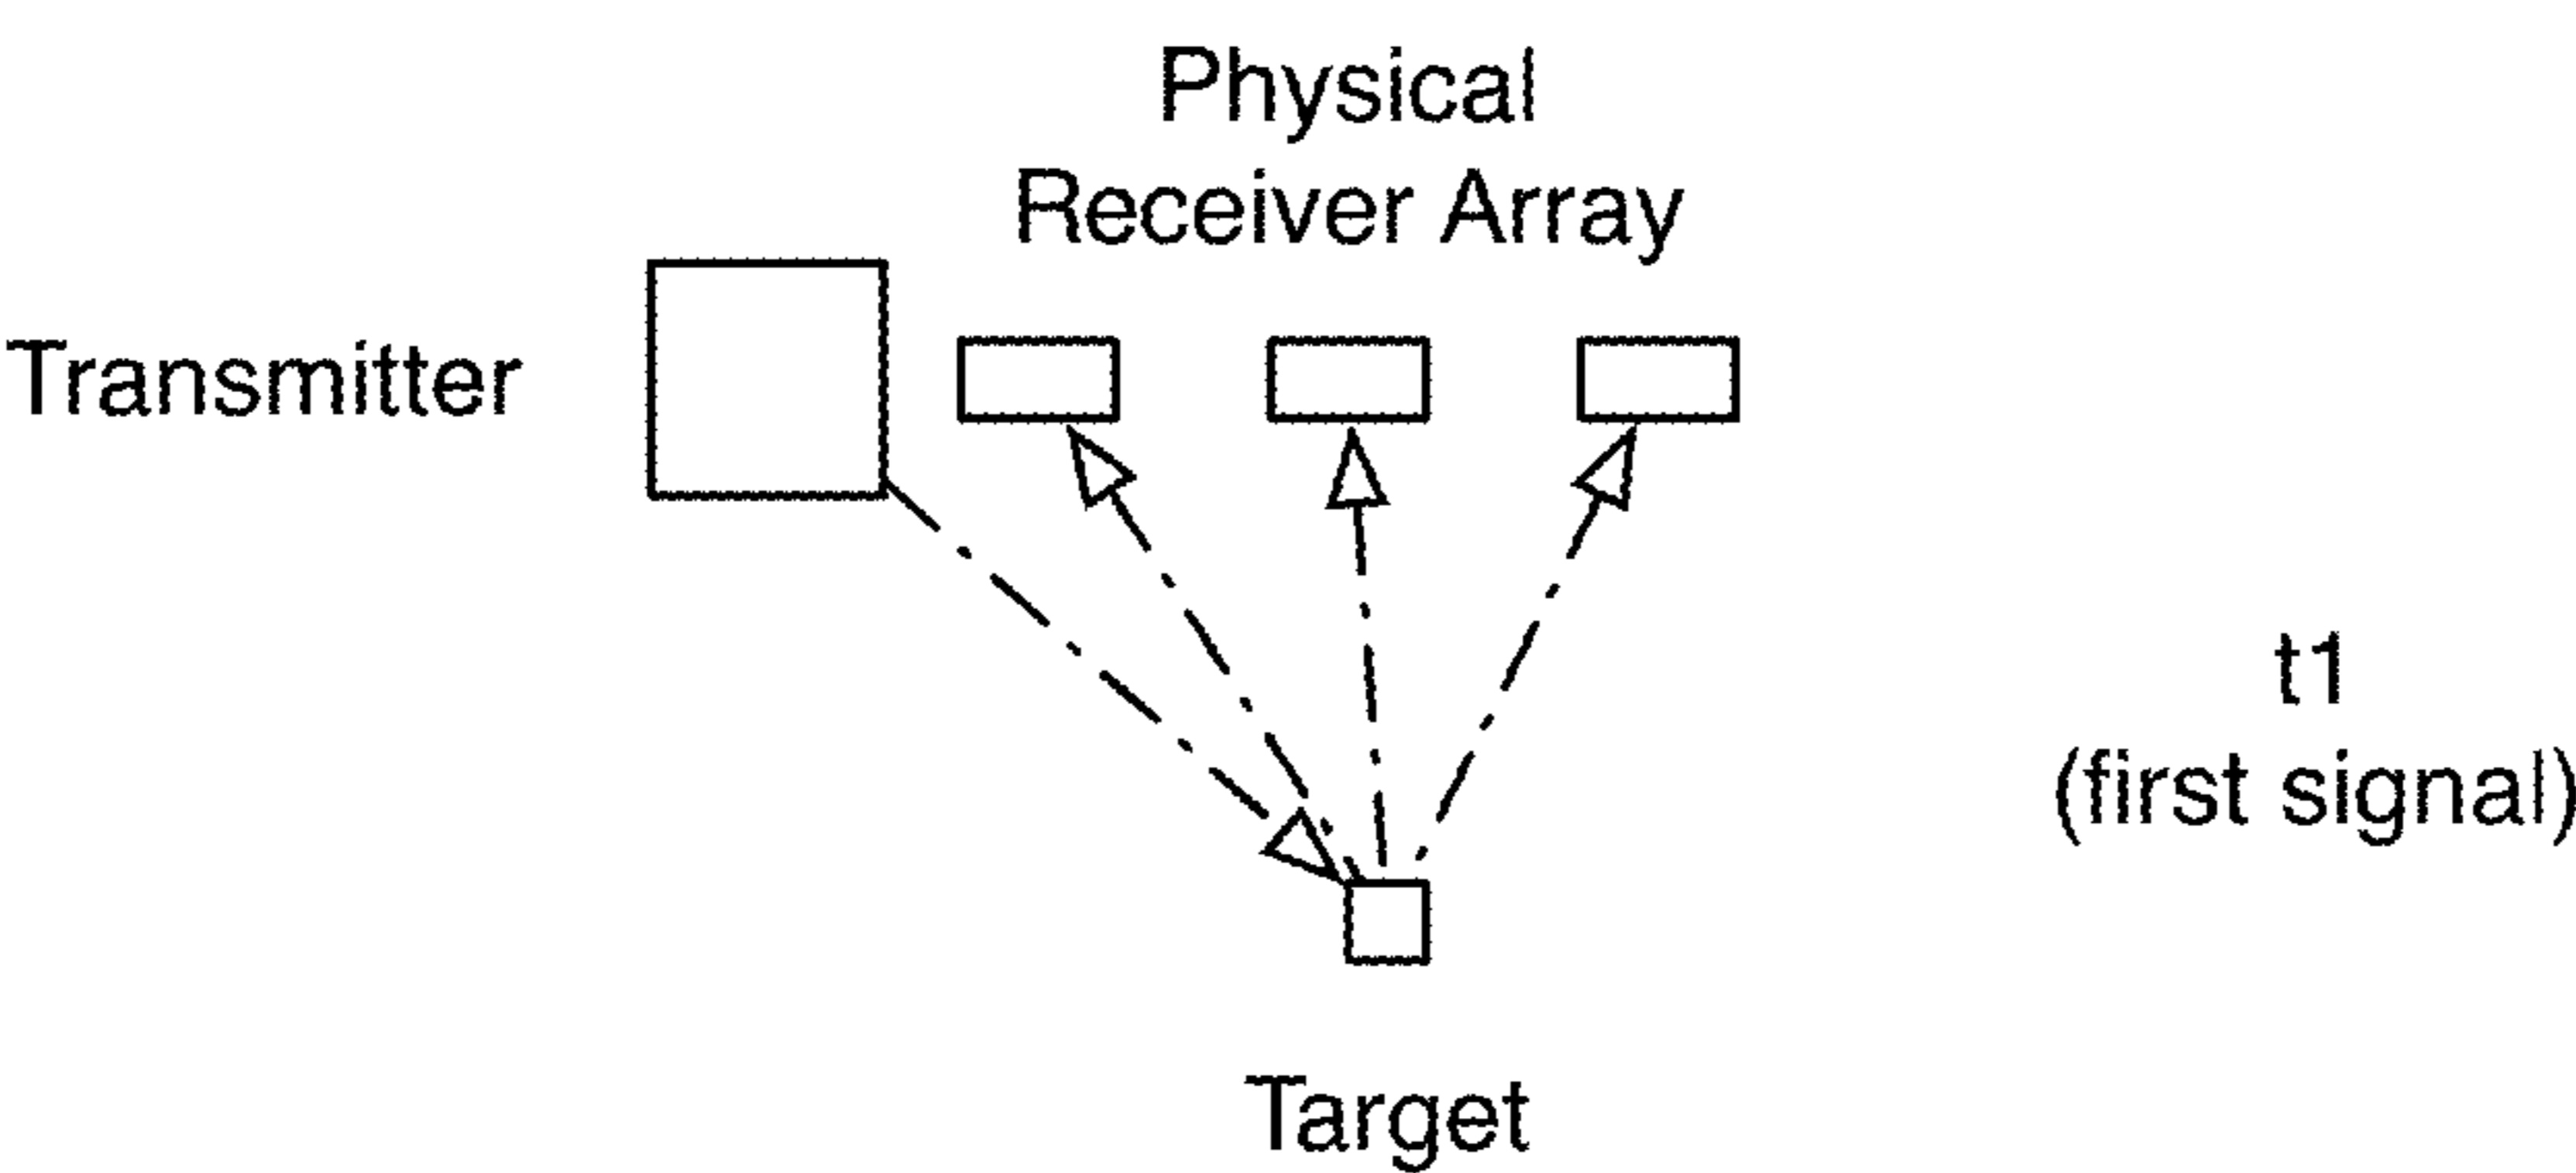 Physical
Receiver Array
Transmitter
t1
(first signal)
Target